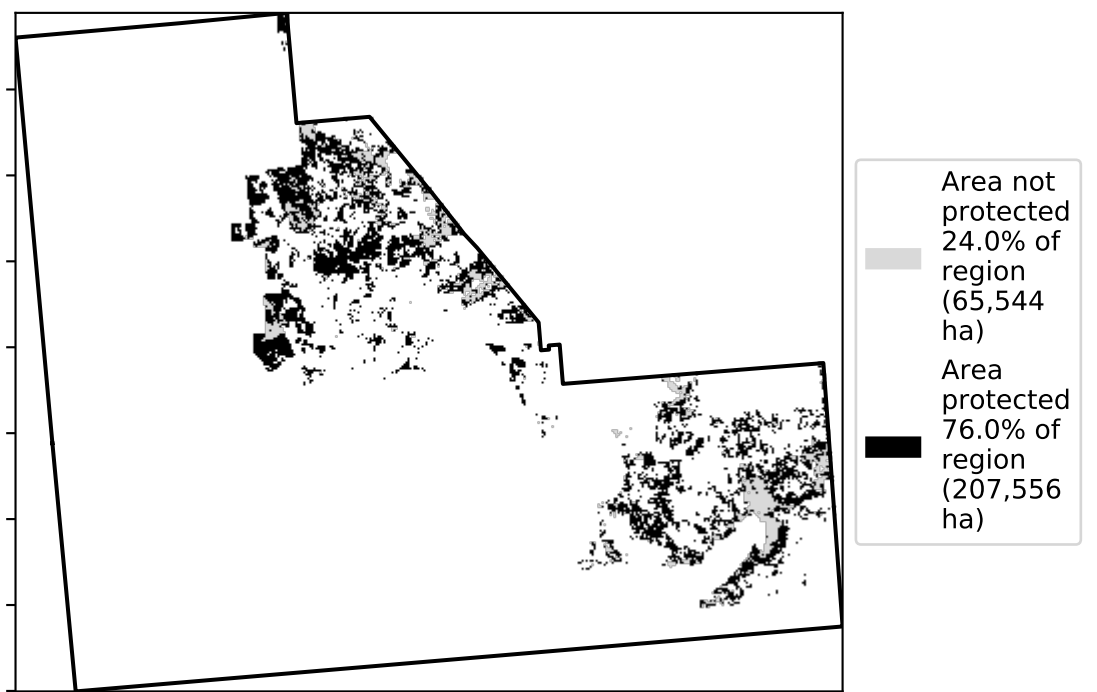 Area not
protected
24.0% of
region
(65,544
ha)
Area
protected
76.0% of
region
(207,556
ha)